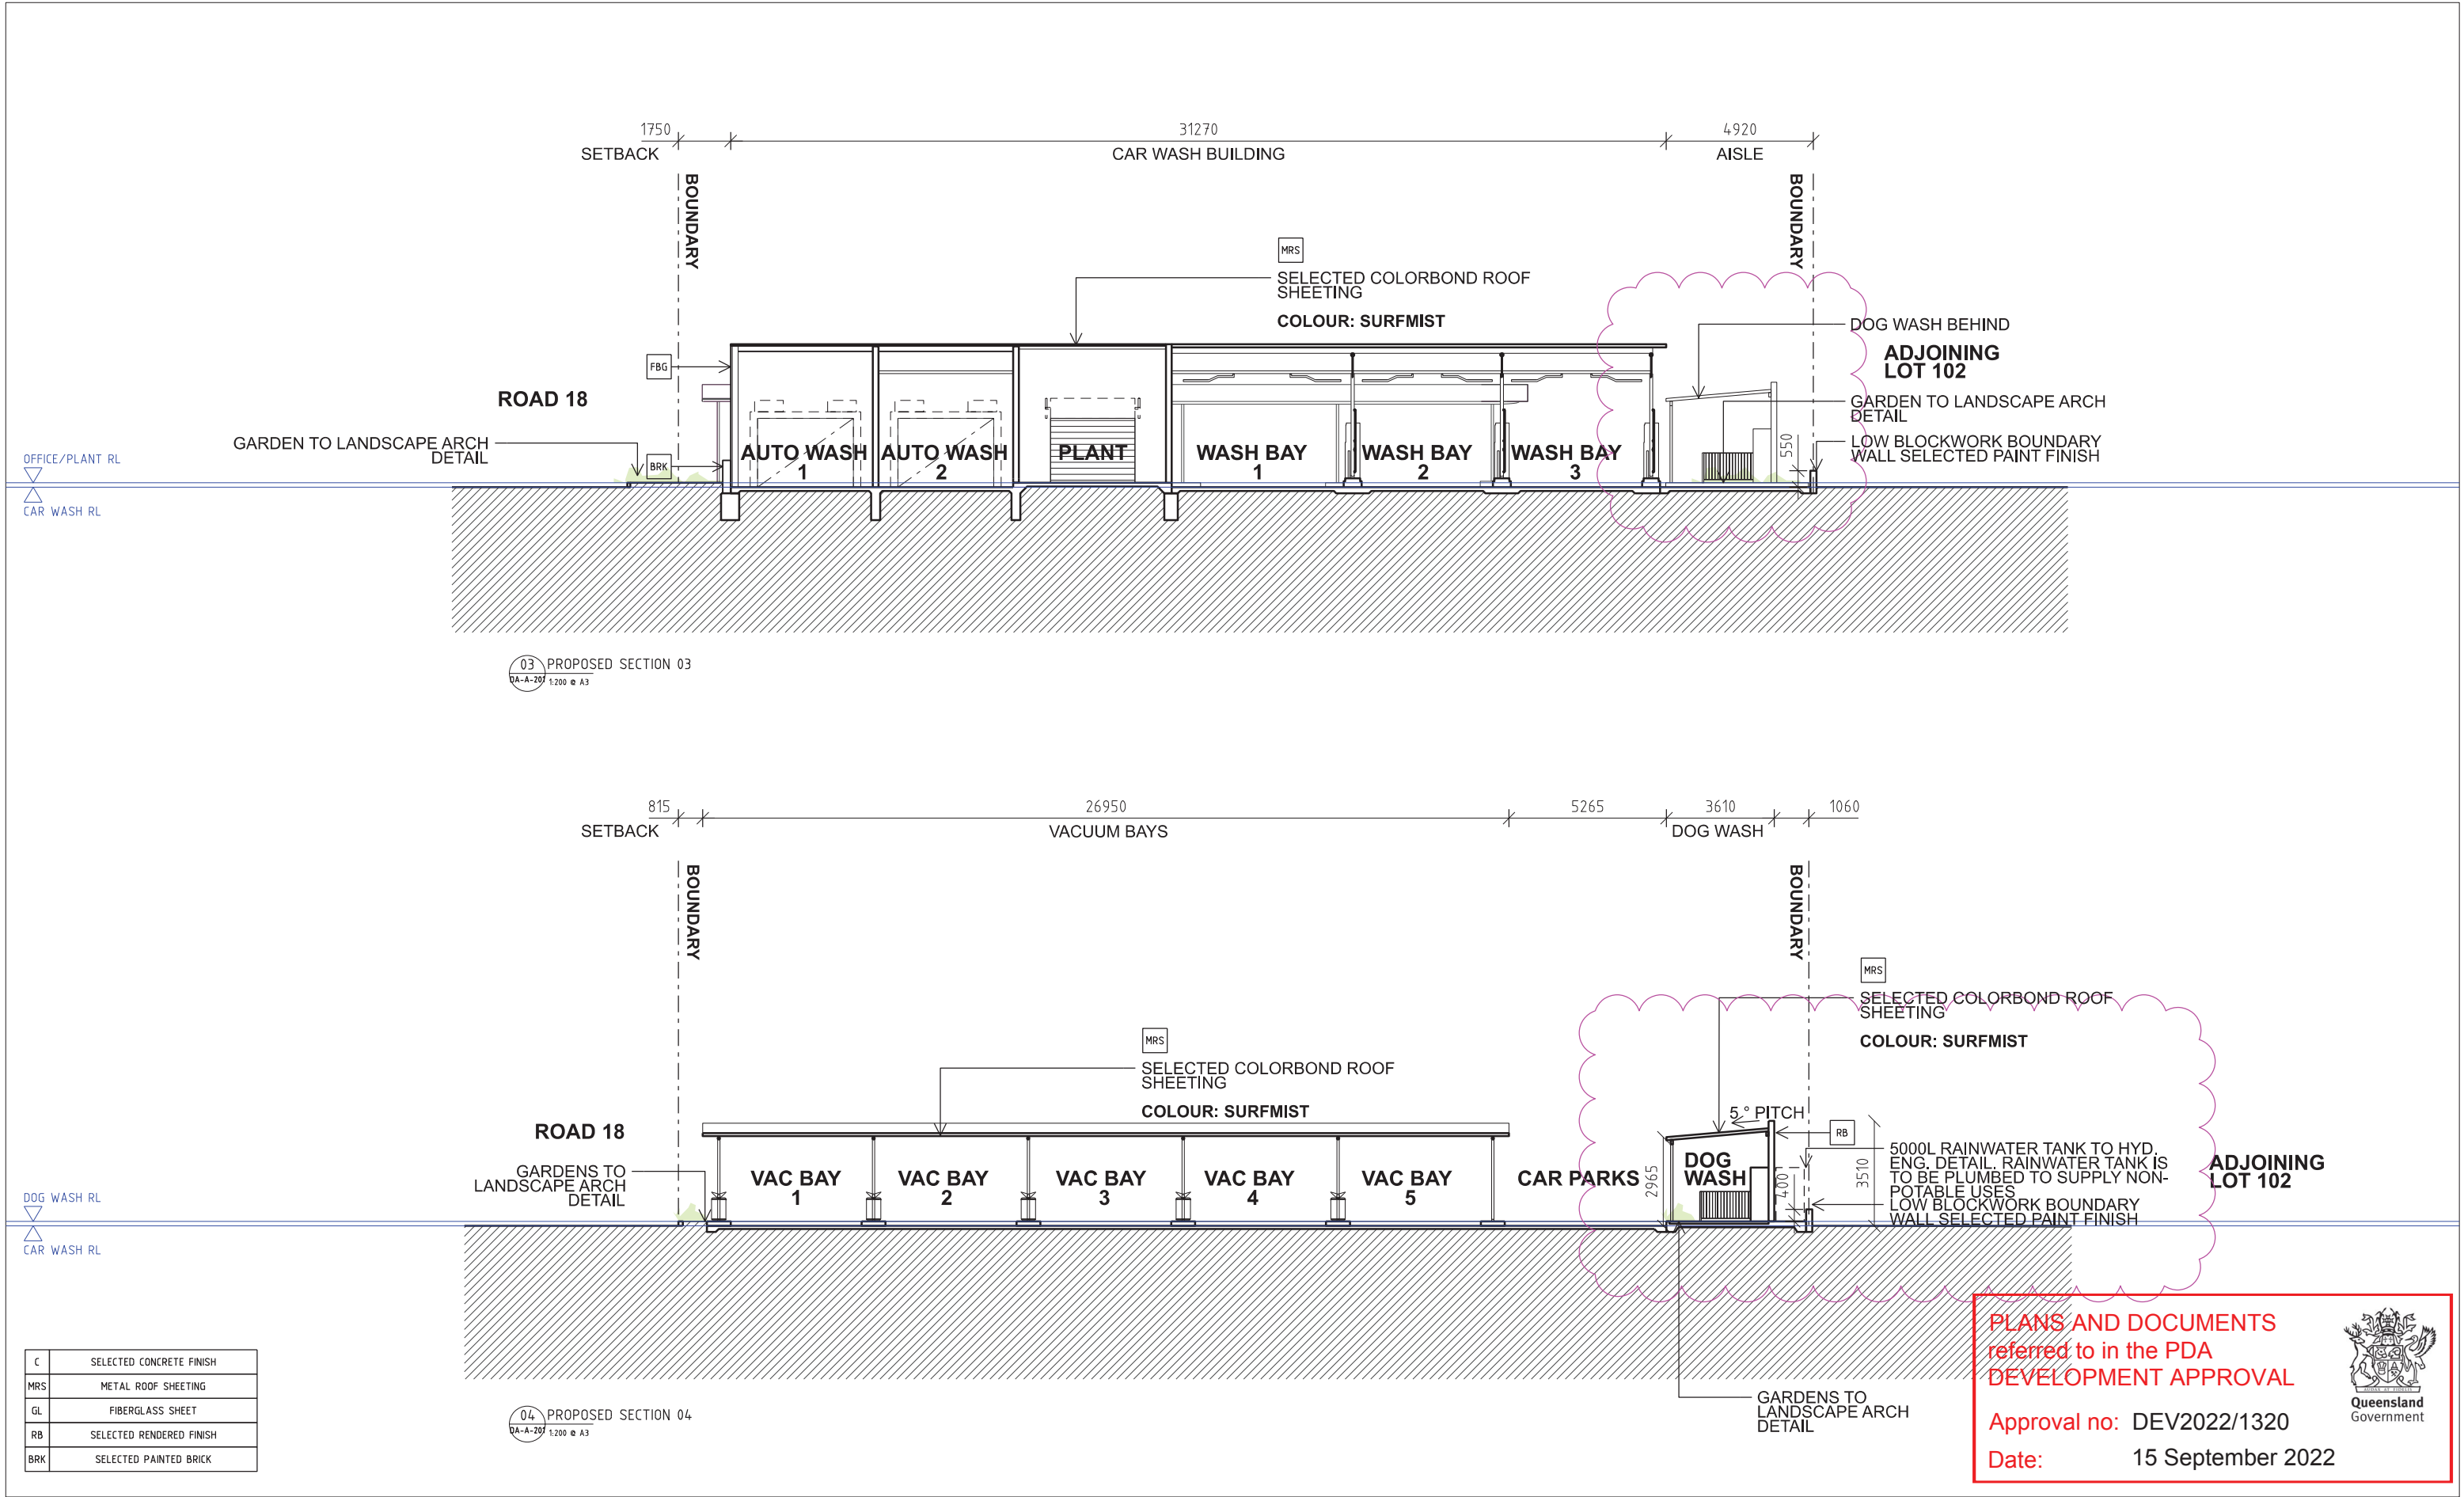 1750
31270
4920
SETBACK
CAR WASH BUILDING
AISLE
BOUNDARY
BOUNDARY
MRS
SELECTED COLORBOND ROOF
SHEETING
COLOUR: SURFMIST
DOG WASH BEHIND
ADJOINING
LOT 102
FBG
ROAD 18
GARDEN TO LANDSCAPE ARCH
DETAIL
GARDEN TO LANDSCAPE ARCH
DETAIL
BRK
AUTO WASH
1
AUTO WASH
2
PLANT
WASH BAY
1
WASH BAY
2
WASH BAY
3
550
LOW BLOCKWORK BOUNDARY
WALL SELECTED PAINT FINISH
OFFICE/PLANT RL
CAR WASH RL
03
DA-A-201
PROPOSED SECTION 03
1:200 @ A3
815
26950
5265
3610
1060
SETBACK
VACUUM BAYS
DOG WASH
BOUNDARY
BOUNDARY
MRS
SELECTED COLORBOND ROOF
SHEETING
COLOUR: SURFMIST
MRS
SELECTED COLORBOND ROOF
SHEETING
COLOUR: SURFMIST
5 ° PITCH
RB
ROAD 18
GARDENS TO
LANDSCAPE ARCH
DETAIL
VAC BAY
1
VAC BAY
2
VAC BAY
3
VAC BAY
4
VAC BAY
5
CAR PARKS
2965
DOG
WASH
400
3510
5000L RAINWATER TANK TO HYD.
ENG. DETAIL. RAINWATER TANK IS
TO BE PLUMBED TO SUPPLY NON-
POTABLE USES
LOW BLOCKWORK BOUNDARY
WALL SELECTED PAINT FINISH
ADJOINING
LOT 102
DOG WASH RL
CAR WASH RL
GARDENS TO
LANDSCAPE ARCH
DETAIL
04
DA-A-201
PROPOSED SECTION 04
1:200 @ A3
C SELECTED CONCRETE FINISH
MRS METAL ROOF SHEETING
GL FIBERGLASS SHEET
RB SELECTED RENDERED FINISH
BRK SELECTED PAINTED BRICK
PLANS AND DOCUMENTS
referred to in the PDA
DEVELOPMENT APPROVAL
Approval no: DEV2022/1320
Date: 15 September 2022
Queensland
Government